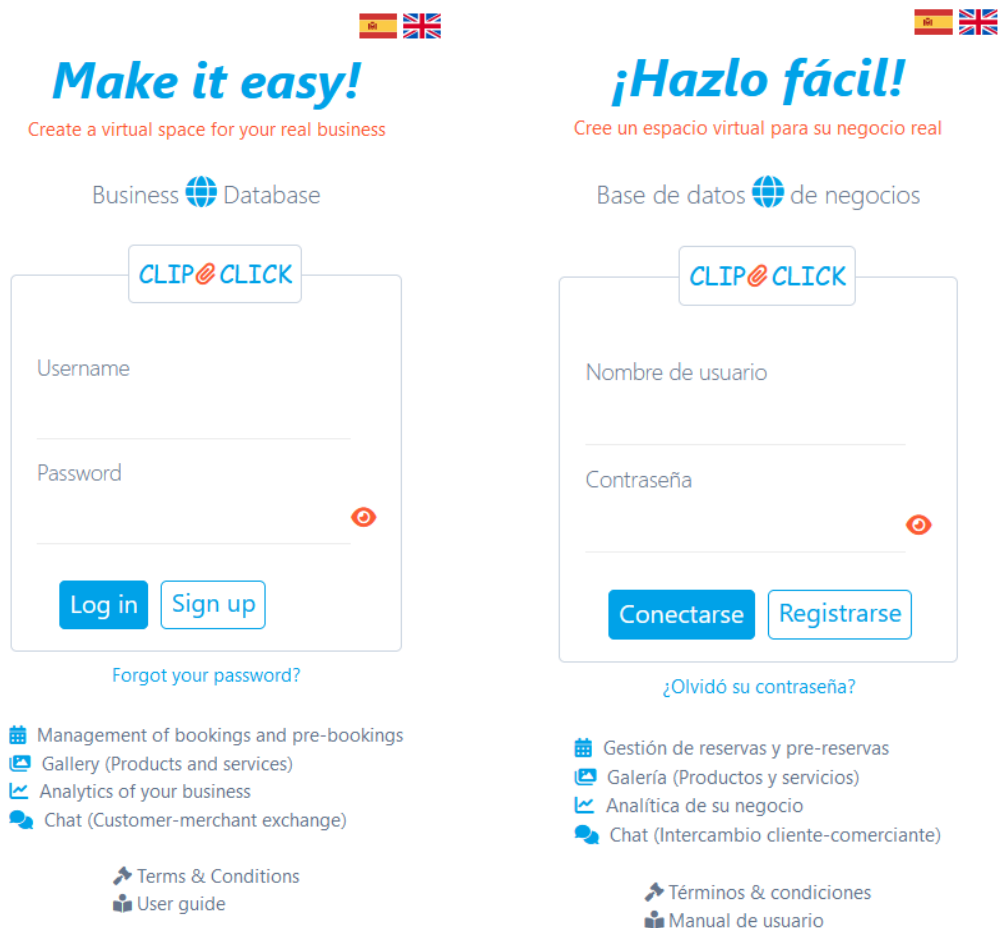 Make it easy!
Create a virtual space for your real business
Business Database
CLIP CLICK
Username
Password
Log in Sign up
Forgot your password?
Management of bookings and pre-bookings
Gallery (Products and services)
Analytics of your business
Chat (Customer-merchant exchange)
Terms & Conditions
User guide
¡Hazlo fácil!
Cree un espacio virtual para su negocio real
Base de datos de negocios
CLIP CLICK
Nombre de usuario
Contraseña
Conectarse Registrarse
¿Olvidó su contraseña?
Gestión de reservas y pre-reservas
Galería (Productos y servicios)
Analítica de su negocio
Chat (Intercambio cliente-comerciante)
Términos & condiciones
Manual de usuario